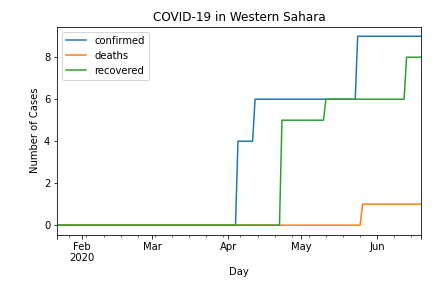 COVID-19 in Western Sahara
confirmed
deaths
recovered
Number of Cases
8
6
4
2
0
Feb Mar Apr May Jun
2020
Day